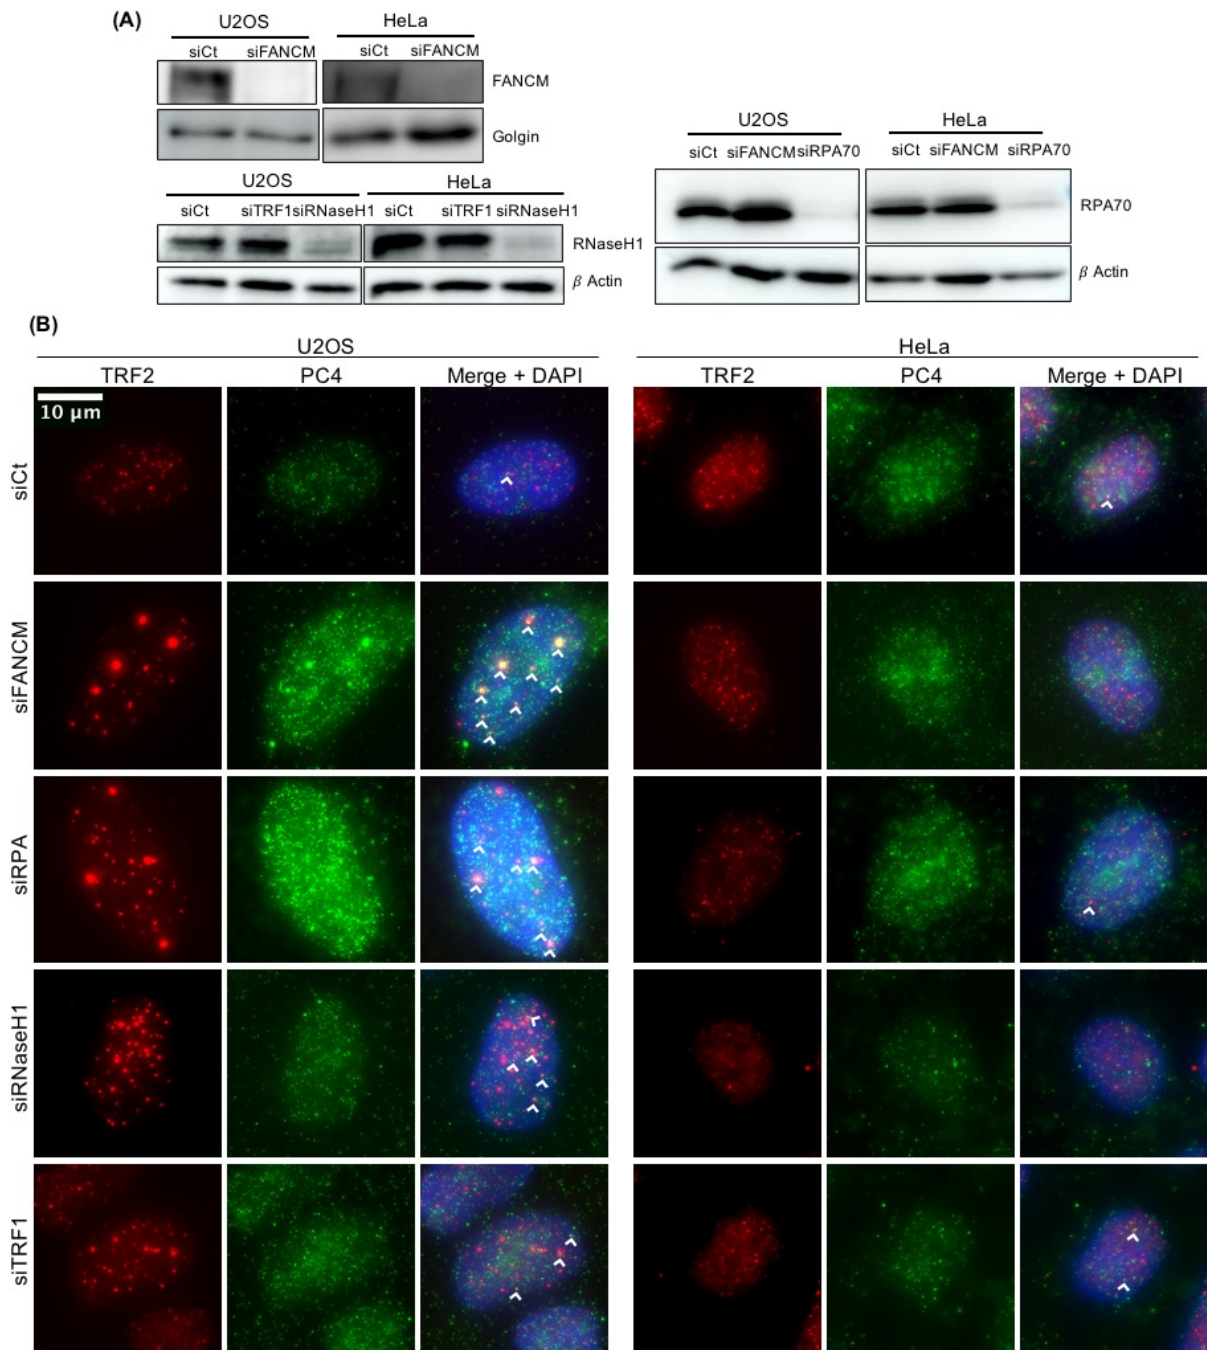 (A)
U2OS HeLa
siCt siFANCM siCt siFANCM
FANCM
Golgin
U2OS HeLa
siCt siTRF1 siRNaseH1 siCt siTRF1 siRNaseH1
RNaseH1
β Actin
U2OS HeLa
siCt siFANCM siRPA70 siCt siFANCM siRPA70
RPA70
β Actin
(B)
U2OS HeLa
TRF2 PC4 Merge + DAPI TRF2 PC4 Merge + DAPI
10 µm
siCt
siFANCM
siRPA
siRNaseH1
siTRF1